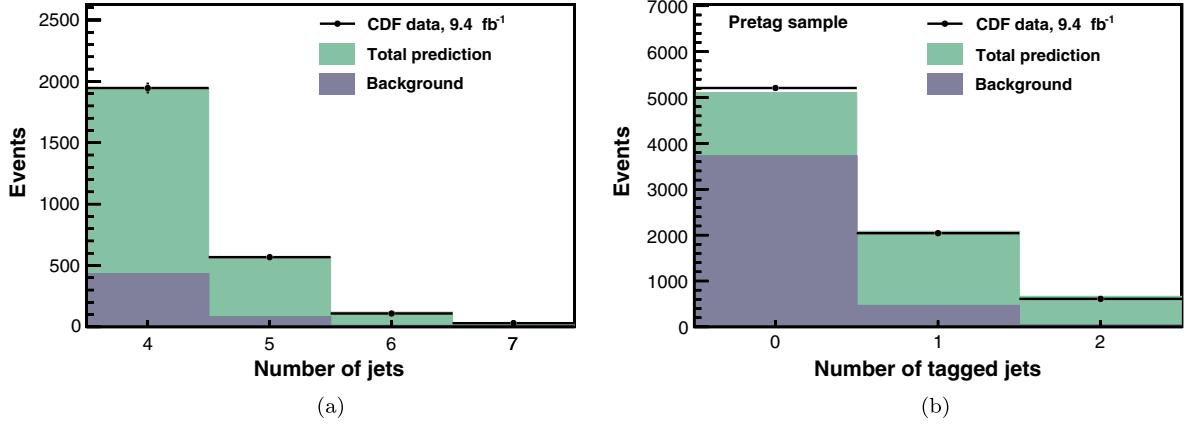 2500
2000
1500
1000
500
0
Events
CDF data, 9.4 fb-1
Total prediction
Background
4 5 6 7
Number of jets
(a)
7000
6000
5000
4000
3000
2000
1000
0
Events
Pretag sample
CDF data, 9.4 fb-1
Total prediction
Background
0 1 2
Number of tagged jets
(b)